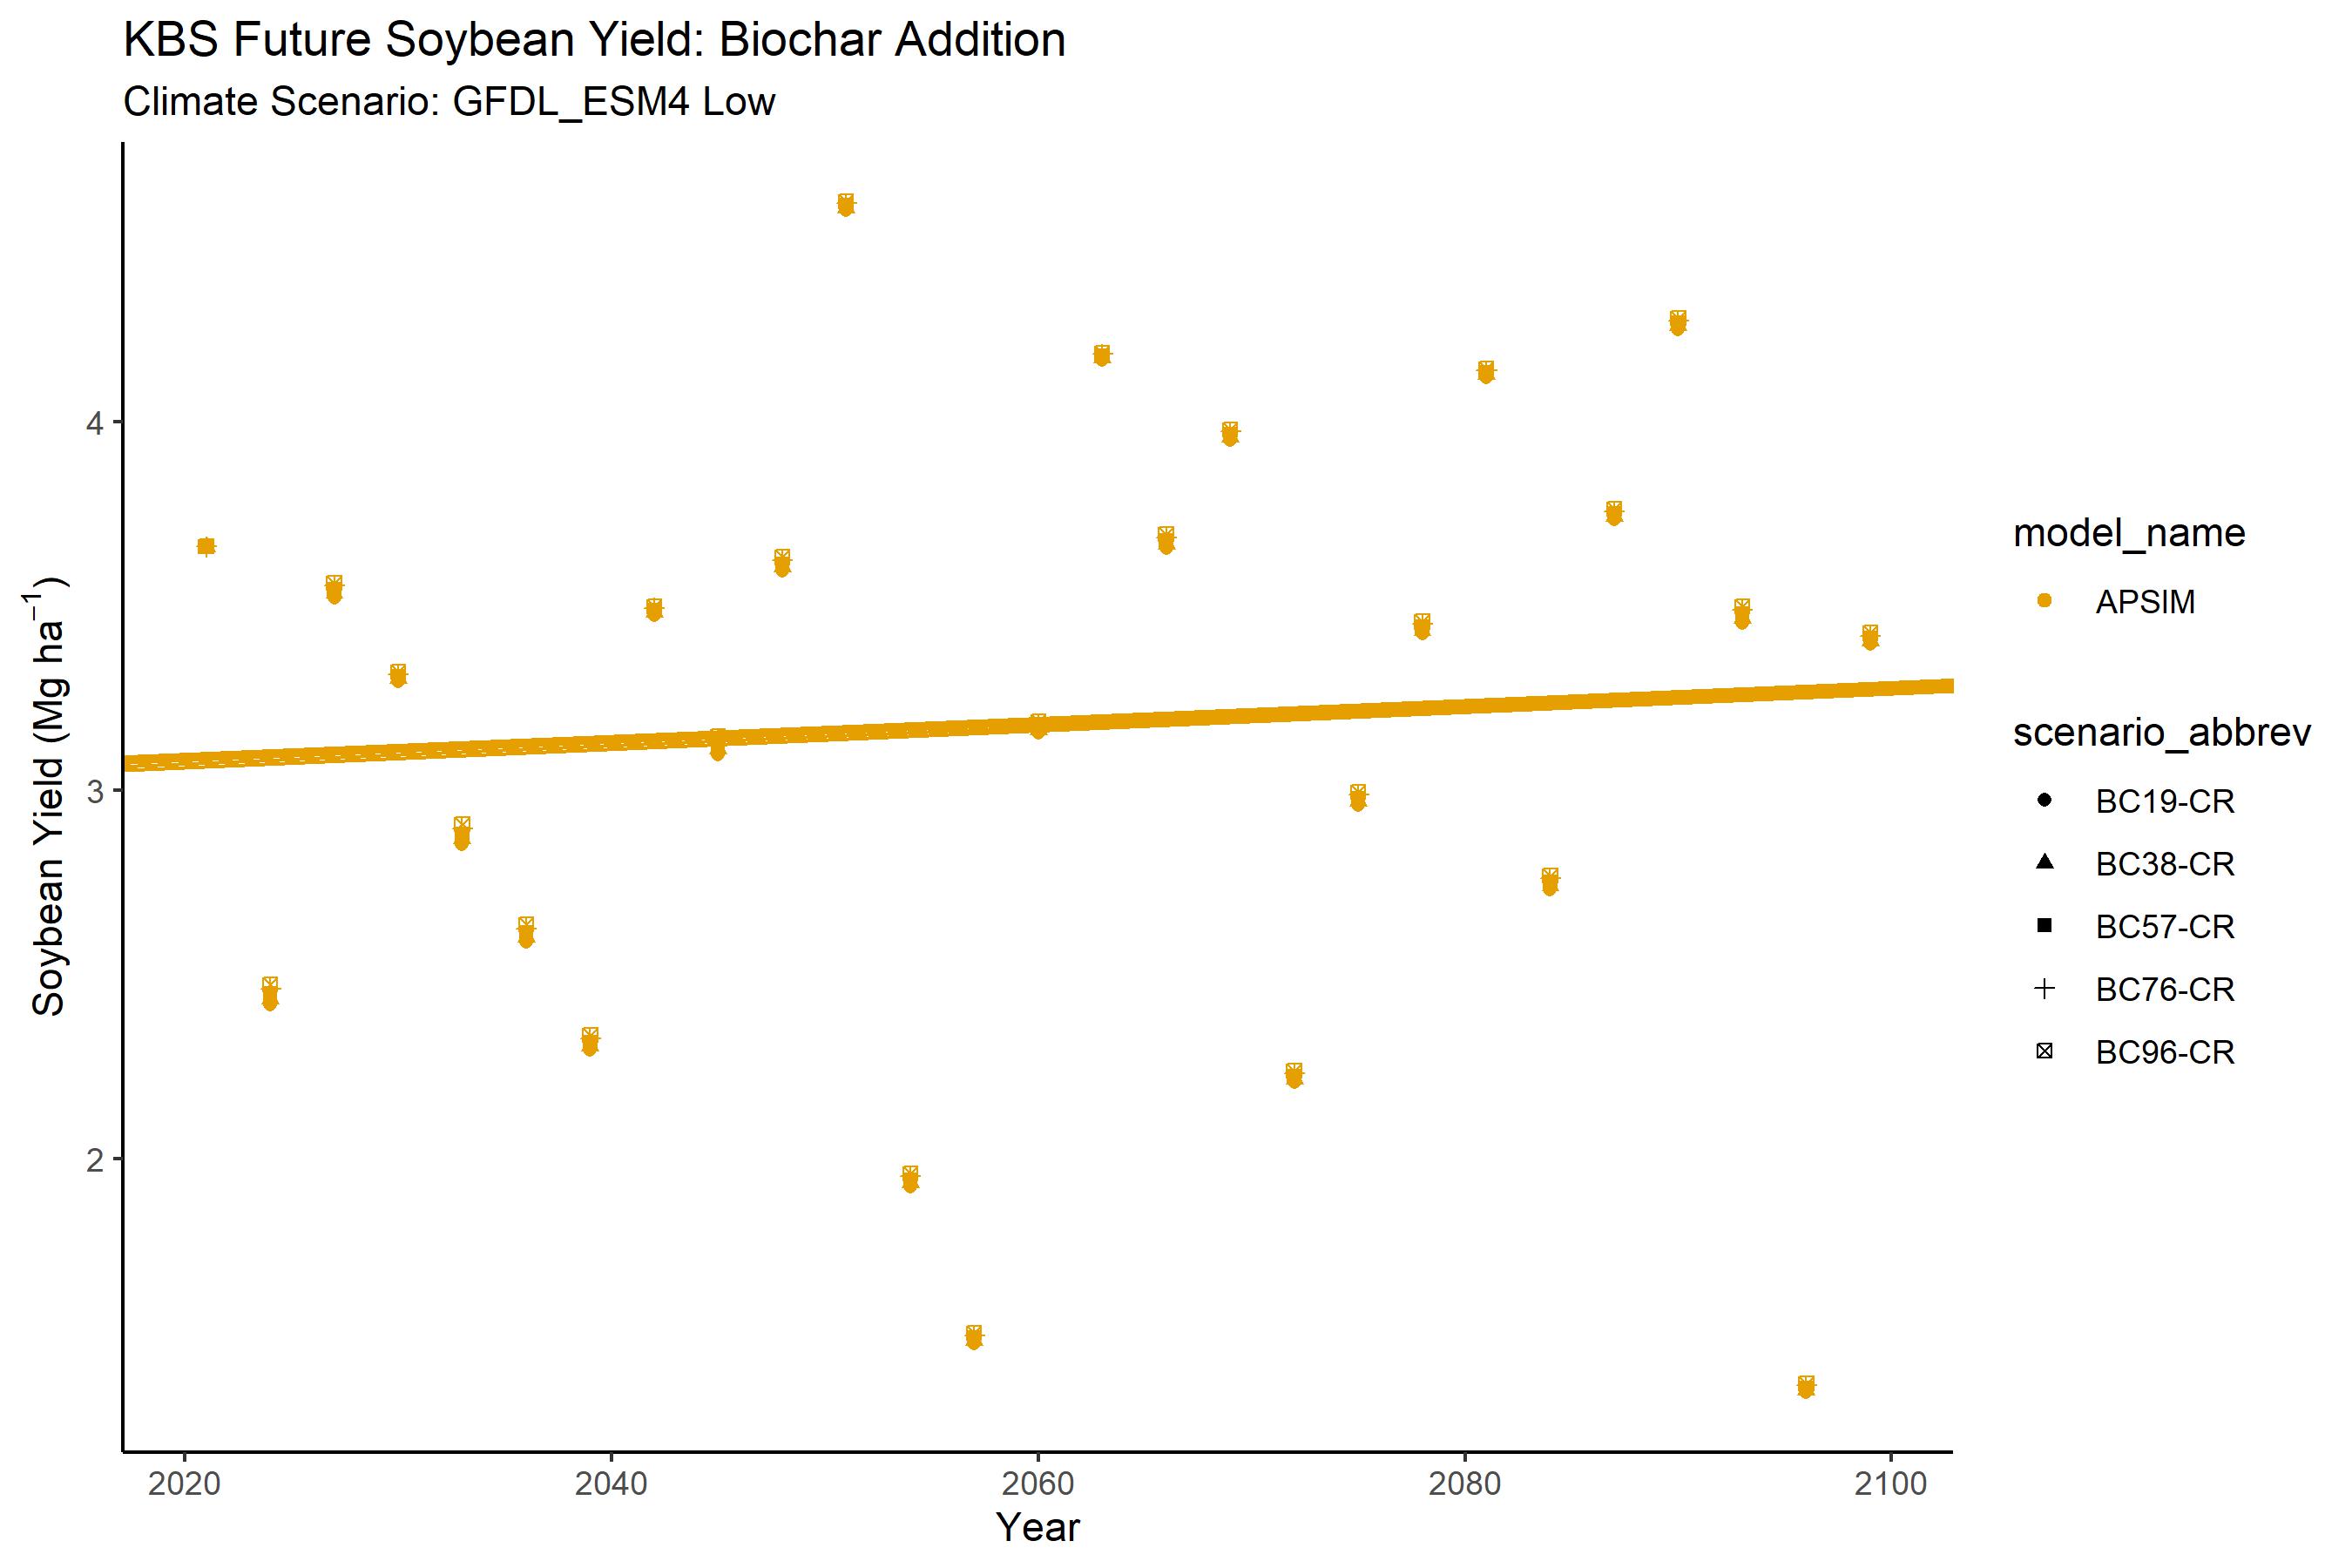 KBS Future Soybean Yield: Biochar Addition
Climate Scenario: GFDL_ESM4 Low
Soybean Yield (Mg ha⁻¹)
4
3
2
2020 2040 2060 2080 2100
Year
model_name
APSIM
scenario_abbrev
BC19-CR
BC38-CR
BC57-CR
BC76-CR
BC96-CR